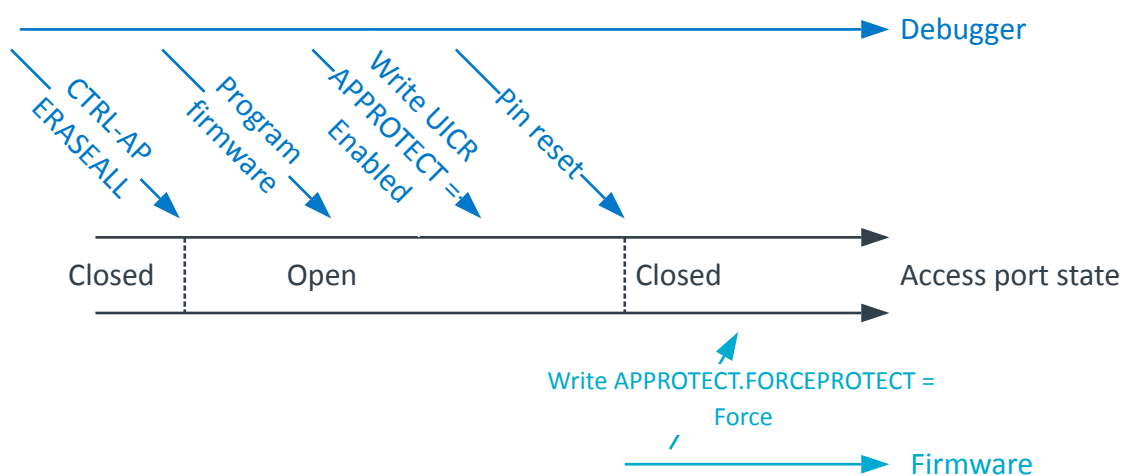 Debugger
CTRL-AP
ERASEALL
Program
firmware
Write UICR
APPROTECT =
Enabled
Pin reset
Closed
Open
Closed
Access port state
Write APPROTECT.FORCEPROTECT =
Force
Firmware